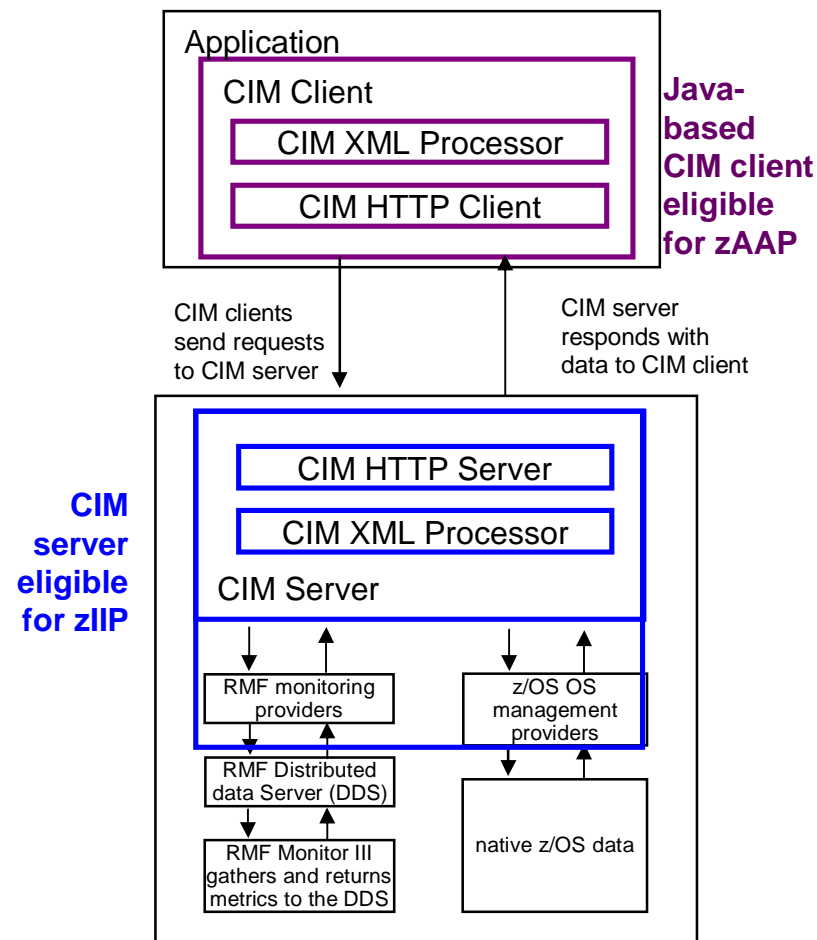 Application
CIM Client
CIM XML Processor
CIM HTTP Client
Java-
based
CIM client
eligible
for zAAP
CIM clients
send requests
to CIM server
CIM server
responds with
data to CIM client
CIM HTTP Server
CIM XML Processor
CIM Server
CIM
server
eligible
for zIIP
RMF monitoring
providers
z/OS OS
management
providers
RMF Distributed
data Server (DDS)
RMF Monitor III
gathers and returns
metrics to the DDS
native z/OS data